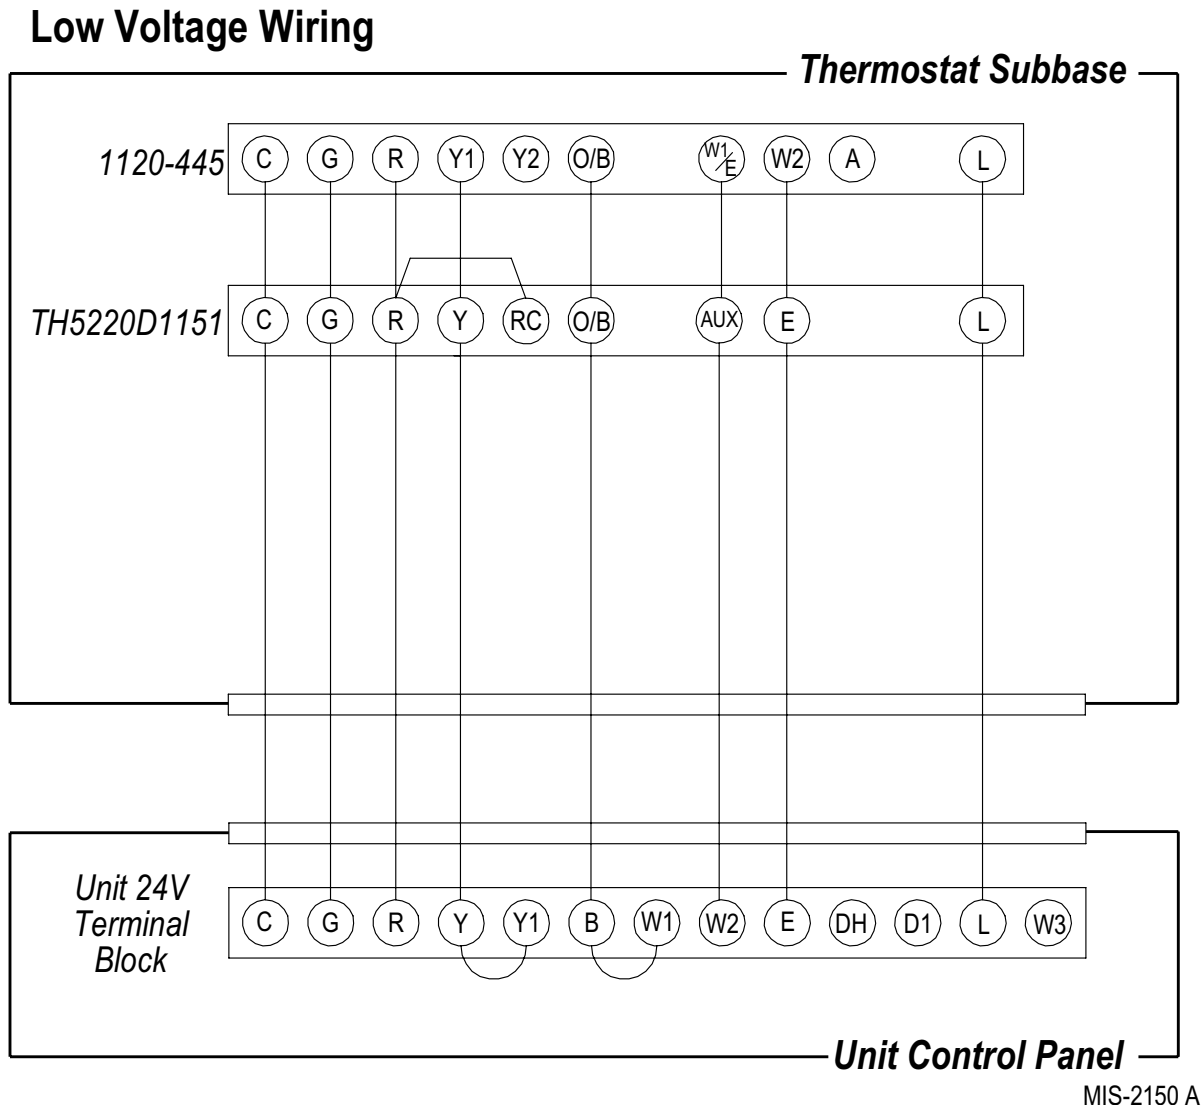 Low Voltage Wiring
Thermostat Subbase
1120-445 C G R Y1 Y2 O/B W1/E W2 A L
TH5220D1151 C G R Y RC O/B AUX E L
Unit 24V
Terminal
Block
C G R Y Y1 B W1 W2 E DH D1 L W3
Unit Control Panel
MIS-2150 A